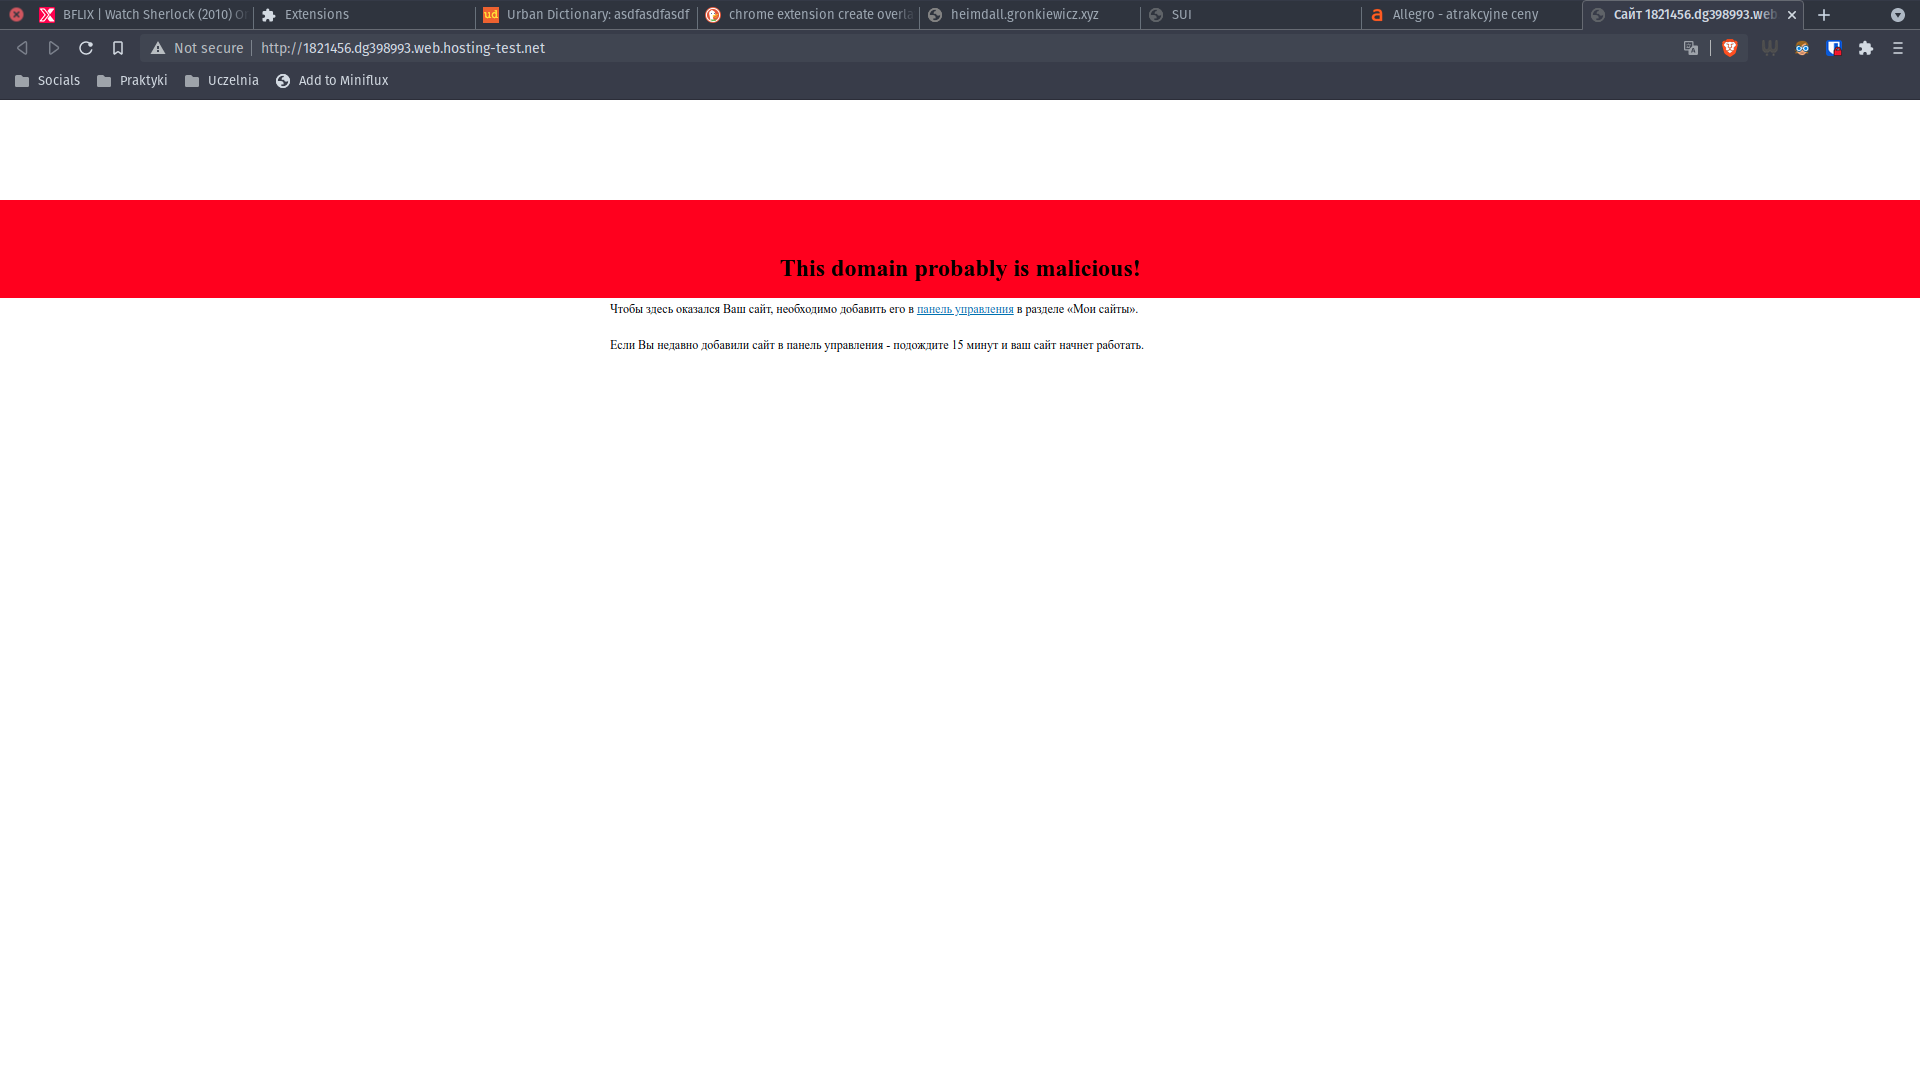 BFLIX | Watch Sherlock (2010) O
Extensions
Urban Dictionary: asdfasdfasdf
chrome extension create overla
heimdall.gronkiewicz.xyz
SUI
Allegro - atrakcyjne ceny
Сайт 1821456.dg398993.web
Not secure
http://1821456.dg398993.web.hosting-test.net
Socials
Praktyki
Uczelnia
Add to Miniflux
This domain probably is malicious!
Чтобы здесь оказался Ваш сайт, необходимо добавить его в панель управления в разделе «Мои сайты».
Если Вы недавно добавили сайт в панель управления - подождите 15 минут и ваш сайт начнет работать.